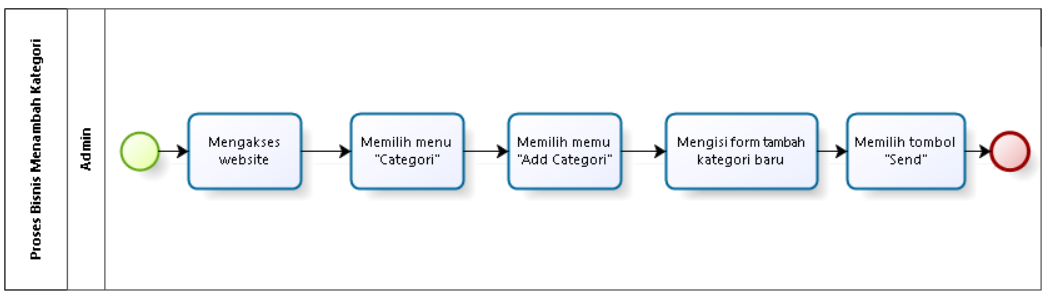 Proses Bisnis Menambah Kategori
Admin
Mengakses
website
Memilih menu
"Categori"
Memilih memu
"Add Categori"
Mengisi form tambah
kategori baru
Memilih tombol
"Send"